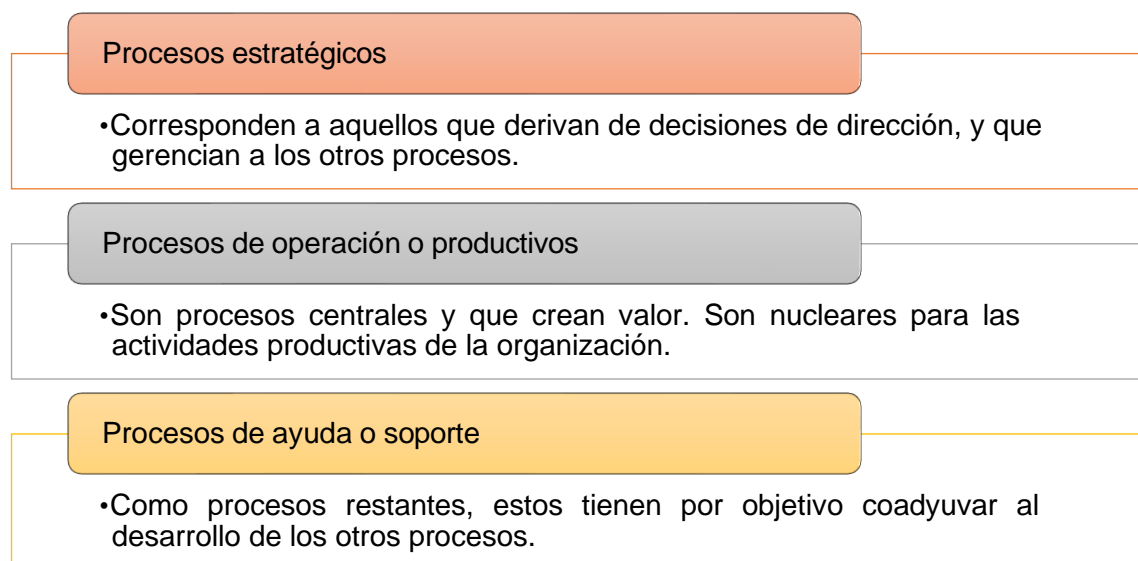 Procesos estratégicos
•Corresponden a aquellos que derivan de decisiones de dirección, y que
gerencian a los otros procesos.
Procesos de operación o productivos
•Son procesos centrales y que crean valor. Son nucleares para las
actividades productivas de la organización.
Procesos de ayuda o soporte
•Como procesos restantes, estos tienen por objetivo coadyuvar al
desarrollo de los otros procesos.